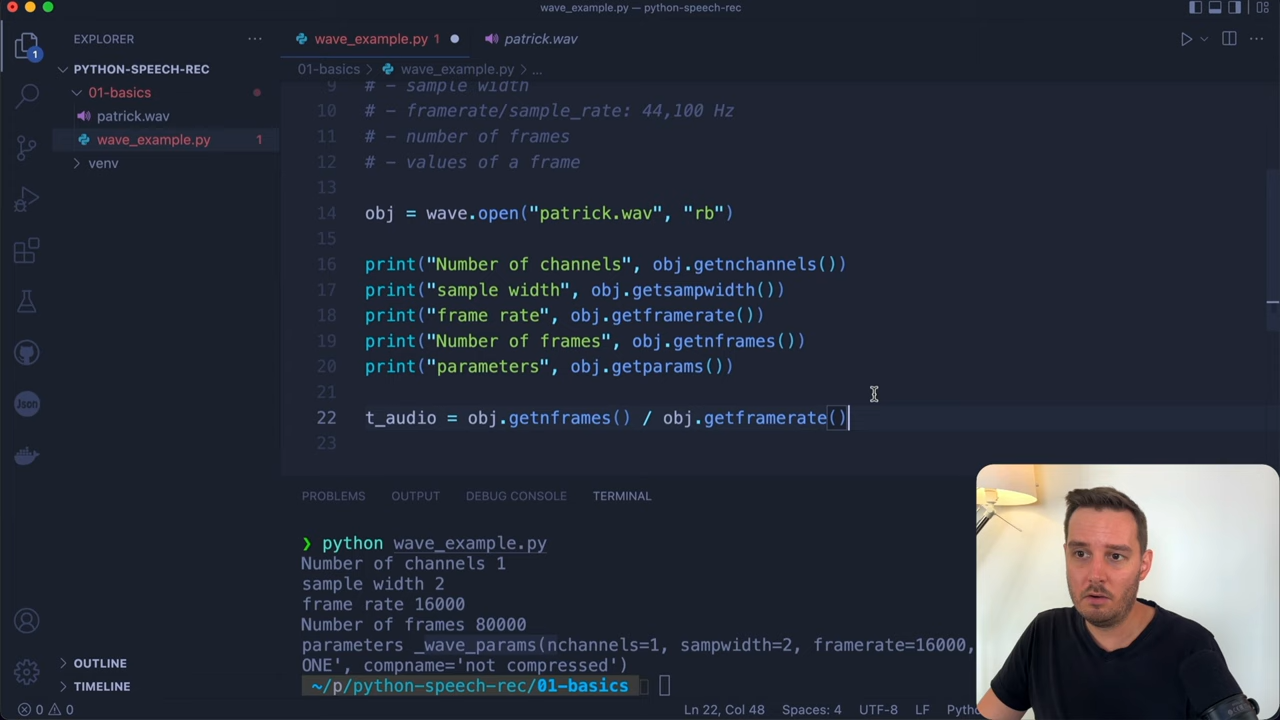 wave_example.py — python-speech-rec
EXPLORER
wave_example.py 1
patrick.wav
PYTHON-SPEECH-REC
01-basics
patrick.wav
wave_example.py 1
venv
01-basics > wave_example.py > ...
9 # - sample width
10 # - framerate/sample_rate: 44,100 Hz
11 # - number of frames
12 # - values of a frame
13
14 obj = wave.open("patrick.wav", "rb")
15
16 print("Number of channels", obj.getnchannels())
17 print("sample width", obj.getsampwidth())
18 print("frame rate", obj.getframerate())
19 print("Number of frames", obj.getnframes())
20 print("parameters", obj.getparams())
21
22 t_audio = obj.getnframes() / obj.getframerate()
23
PROBLEMS OUTPUT DEBUG CONSOLE TERMINAL
❯ python wave_example.py
Number of channels 1
sample width 2
frame rate 16000
Number of frames 80000
parameters _wave_params(nchannels=1, sampwidth=2, framerate=16000,
ONE', compname='not compressed')
~/p/python-speech-rec/01-basics
1
Json
OUTLINE
TIMELINE
0 0
Ln 22, Col 48 Spaces: 4 UTF-8 LF Pytho